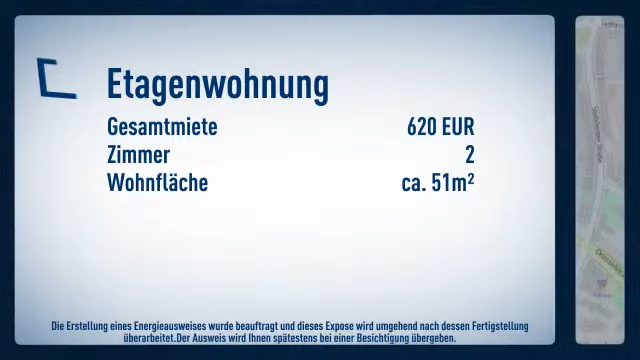 Etagenwohnung
Gesamtmiete 620 EUR
Zimmer 2
Wohnfläche ca. 51m²
Die Erstellung eines Energieausweises wurde beauftragt und dieses Expose wird umgehend nach dessen Fertigstellung
überarbeitet.Der Ausweis wird Ihnen spätestens bei einer Besichtigung übergeben.